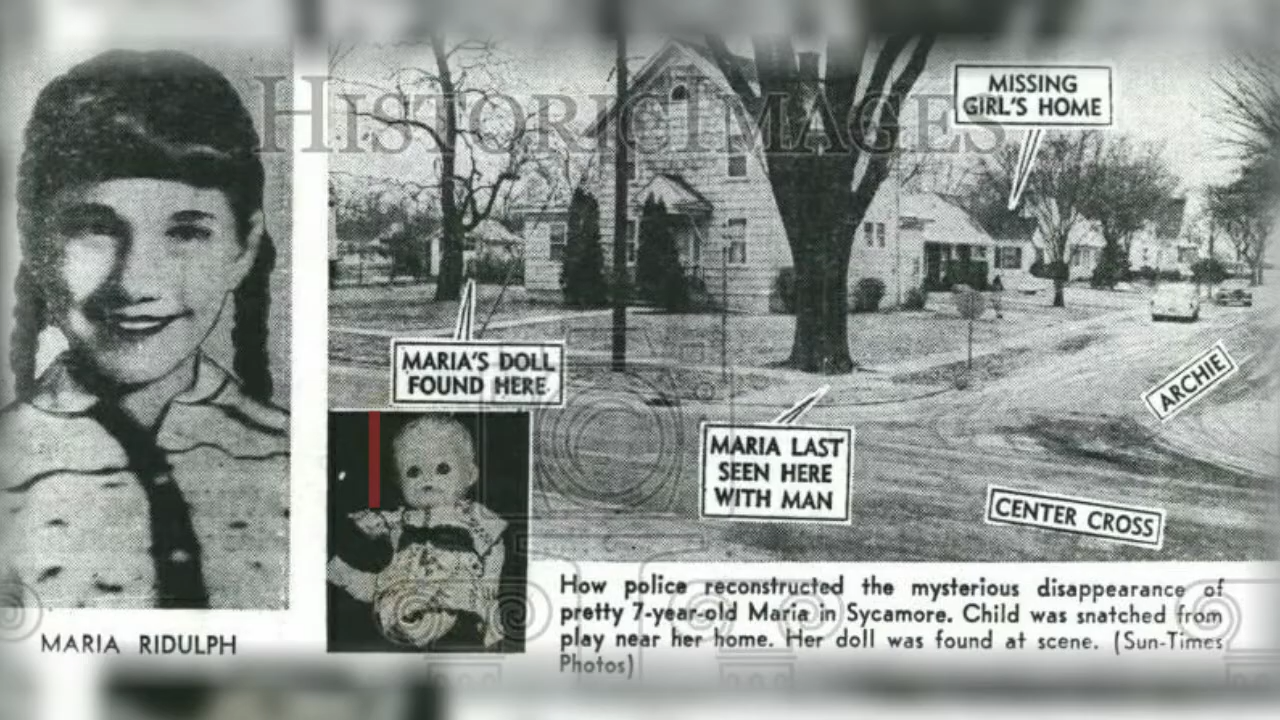 HISTORIC IMAGES
MISSING
GIRL'S HOME
MARIA'S DOLL
FOUND HERE
ARCHIE
MARIA LAST
SEEN HERE
WITH MAN
CENTER CROSS
MARIA RIDULPH
How police reconstructed the mysterious disappearance of
pretty 7-year-old Maria in Sycamore. Child was snatched from
play near her home. Her doll was found at scene. (Sun-Times
Photos)